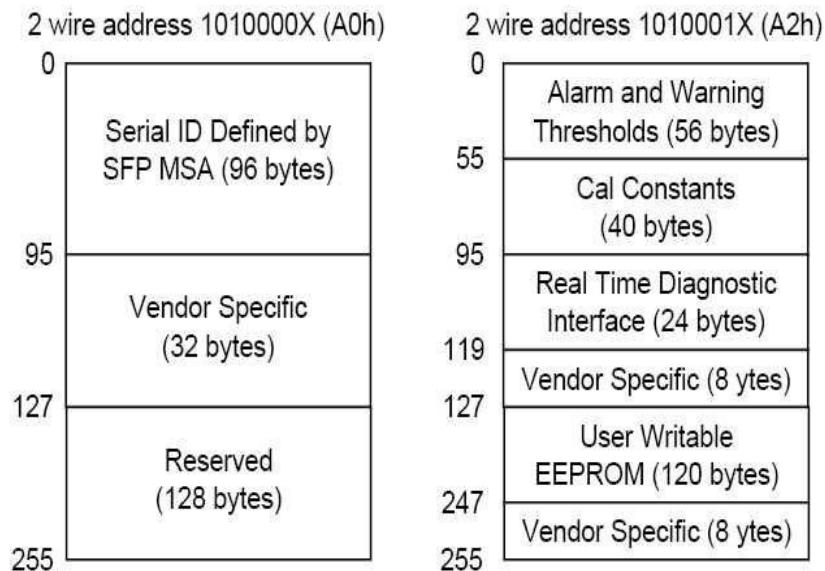 2 wire address 1010000X (A0h)
0
Serial ID Defined by
SFP MSA (96 bytes)
95
Vendor Specific
(32 bytes)
127
Reserved
(128 bytes)
255
2 wire address 1010001X (A2h)
0
Alarm and Warning
Thresholds (56 bytes)
55
Cal Constants
(40 bytes)
95
Real Time Diagnostic
Interface (24 bytes)
119
Vendor Specific (8 ytes)
127
User Writable
EEPROM (120 bytes)
247
Vendor Specific (8 ytes)
255